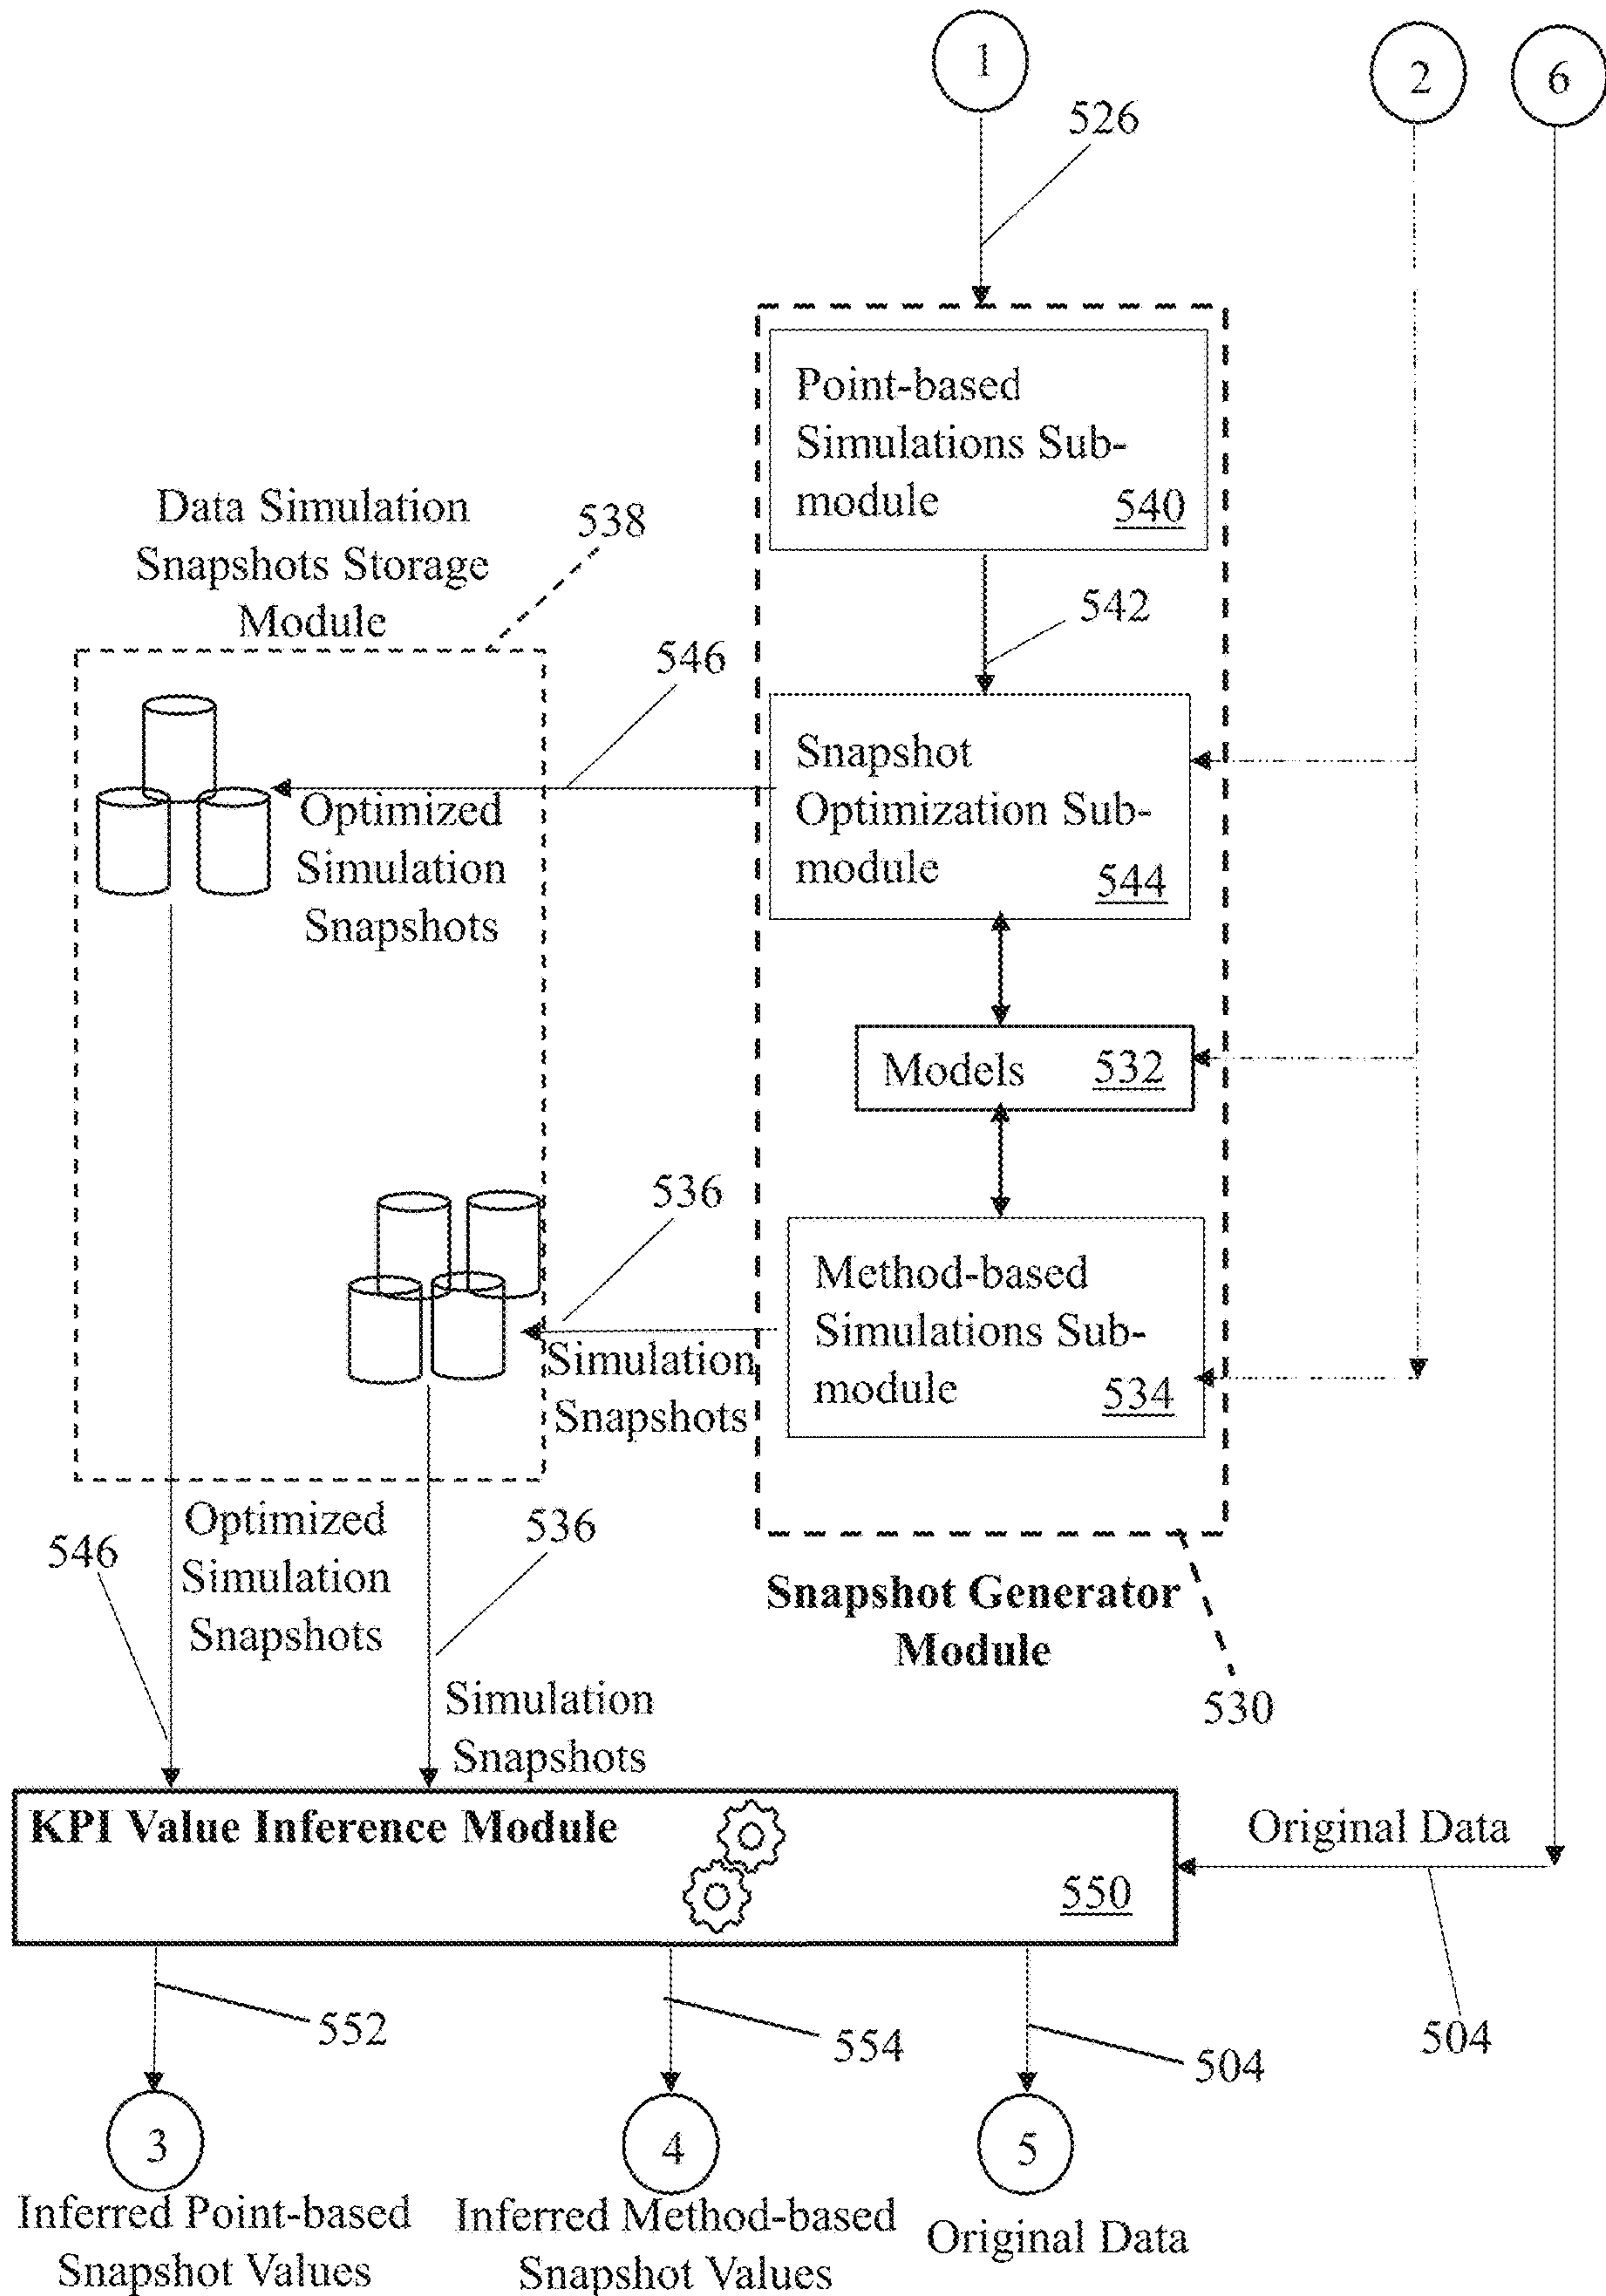 1
2
6
526
Point-based
Simulations Sub-
module
540
Data Simulation
Snapshots Storage
Module
538
542
546
Snapshot
Optimization Sub-
module
544
Optimized
Simulation
Snapshots
Models 532
536
Method-based
Simulations Sub-
module
534
Simulation
Snapshots
Optimized
Simulation
Snapshots
546
536
Simulation
Snapshots
Snapshot Generator
Module
530
KPI Value Inference Module
550
Original Data
504
552
554
504
3
4
5
Inferred Point-based
Snapshot Values
Inferred Method-based
Snapshot Values
Original Data